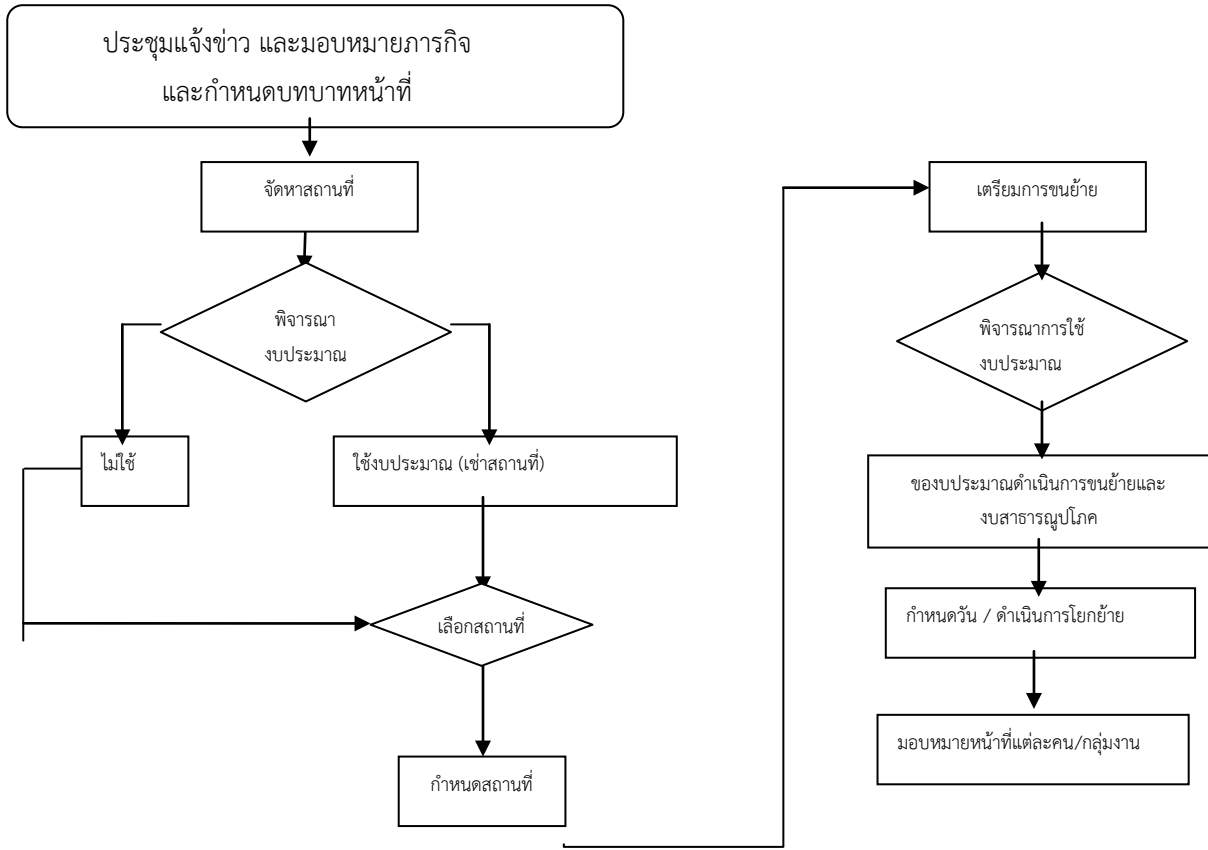 ประชุมแจ้งข่าว และมอบหมายภารกิจ
และกำหนดบทบาทหน้าที่
จัดหาสถานที่
พิจารณา
งบประมาณ
ไม่ใช้
ใช้งบประมาณ (เช่าสถานที่)
เลือกสถานที่
กำหนดสถานที่
เตรียมการขนย้าย
พิจารณาการใช้
งบประมาณ
ของบประมาณดำเนินการขนย้ายและ
งบสาธารณูปโภค
กำหนดวัน / ดำเนินการโยกย้าย
มอบหมายหน้าที่แต่ละคน/กลุ่มงาน